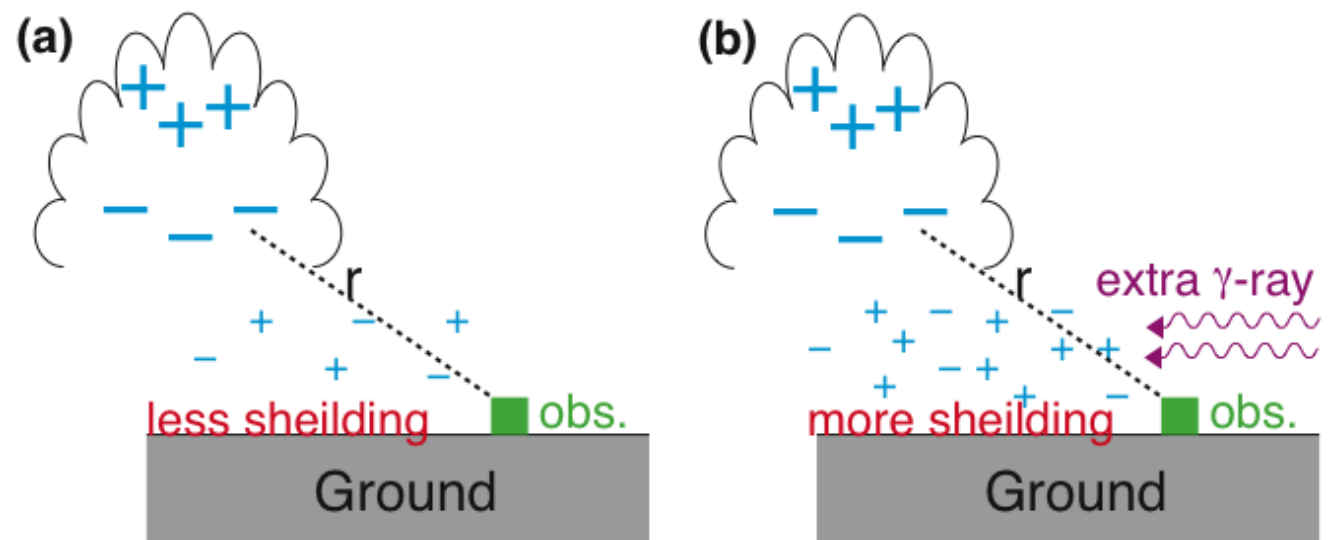 (a)
r
less sheilding
obs.
Ground
(b)
r
extra γ-ray
more sheilding
obs.
Ground